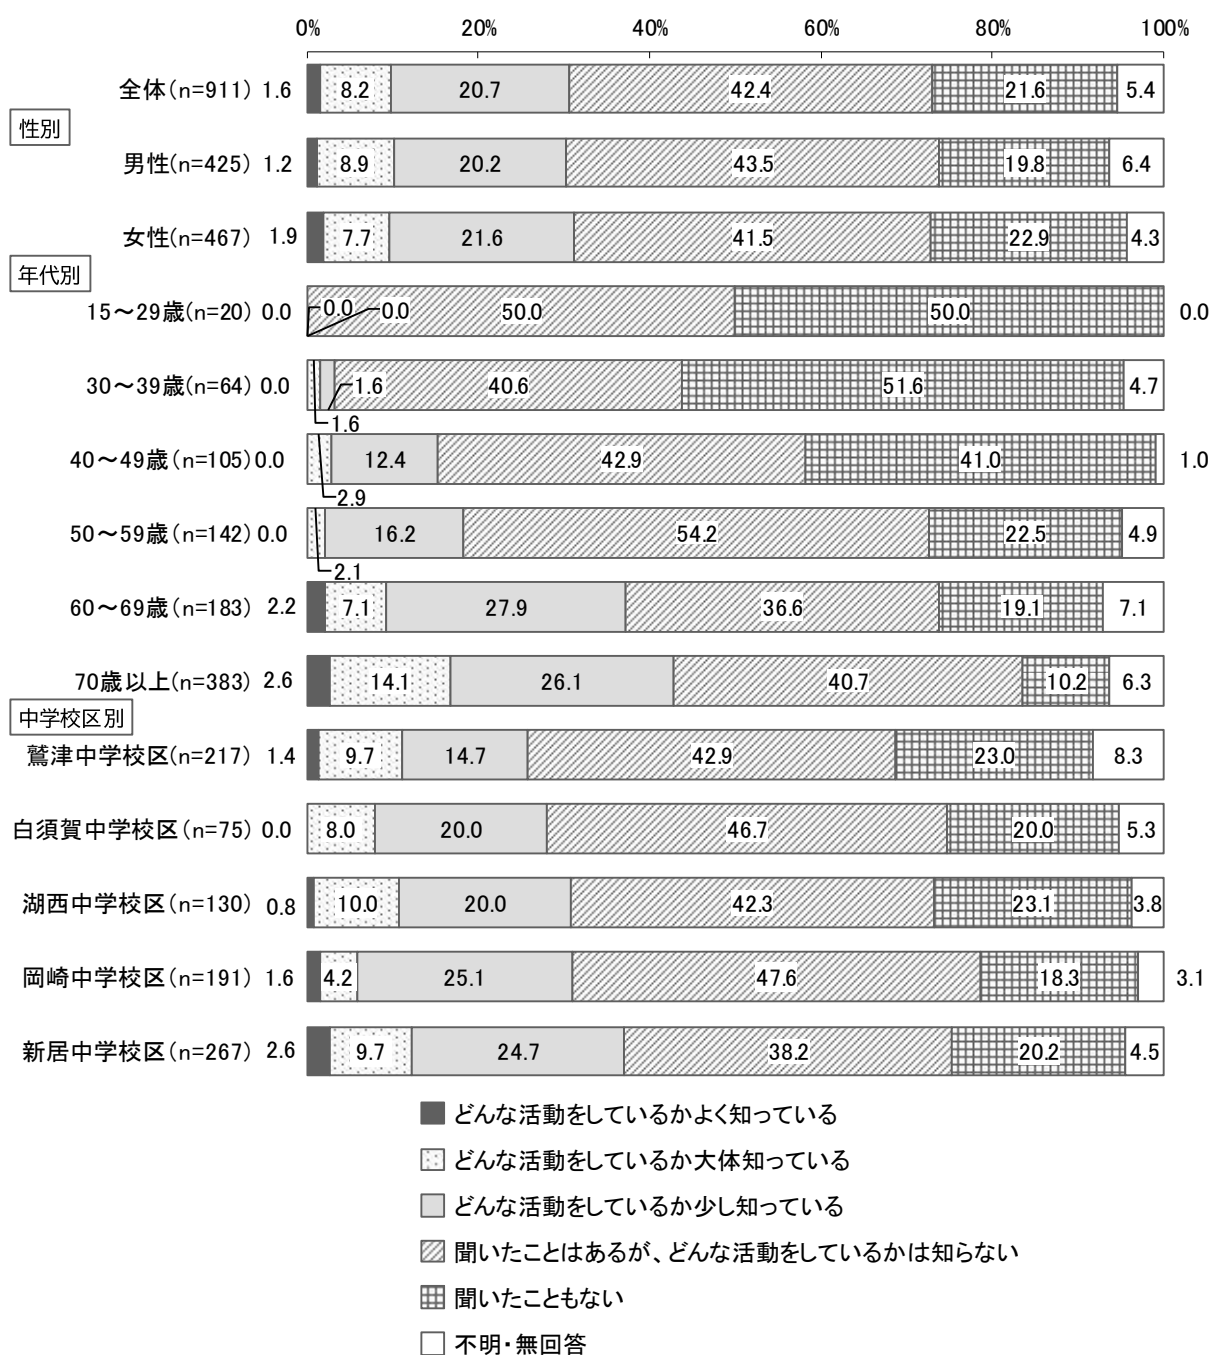 0% 20% 40% 60% 80% 100%
全体(n=911) 1.6 8.2 20.7 42.4 21.6 5.4
性別
男性(n=425) 1.2 8.9 20.2 43.5 19.8 6.4
女性(n=467) 1.9 7.7 21.6 41.5 22.9 4.3
年代別
15～29歳(n=20) 0.0 0.0 0.0 50.0 50.0 0.0
30～39歳(n=64) 0.0 1.6 40.6 51.6 4.7
1.6
40～49歳(n=105) 0.0 12.4 42.9 41.0 1.0
2.9
50～59歳(n=142) 0.0 16.2 54.2 22.5 4.9
2.1
60～69歳(n=183) 2.2 7.1 27.9 36.6 19.1 7.1
70歳以上(n=383) 2.6 14.1 26.1 40.7 10.2 6.3
中学校区別
鷲津中学校区(n=217) 1.4 9.7 14.7 42.9 23.0 8.3
白須賀中学校区(n=75) 0.0 8.0 20.0 46.7 20.0 5.3
湖西中学校区(n=130) 0.8 10.0 20.0 42.3 23.1 3.8
岡崎中学校区(n=191) 1.6 4.2 25.1 47.6 18.3 3.1
新居中学校区(n=267) 2.6 9.7 24.7 38.2 20.2 4.5
どんな活動をしているかよく知っている
どんな活動をしているか大体知っている
どんな活動をしているか少し知っている
聞いたことはあるが、どんな活動をしているかは知らない
聞いたこともない
不明・無回答